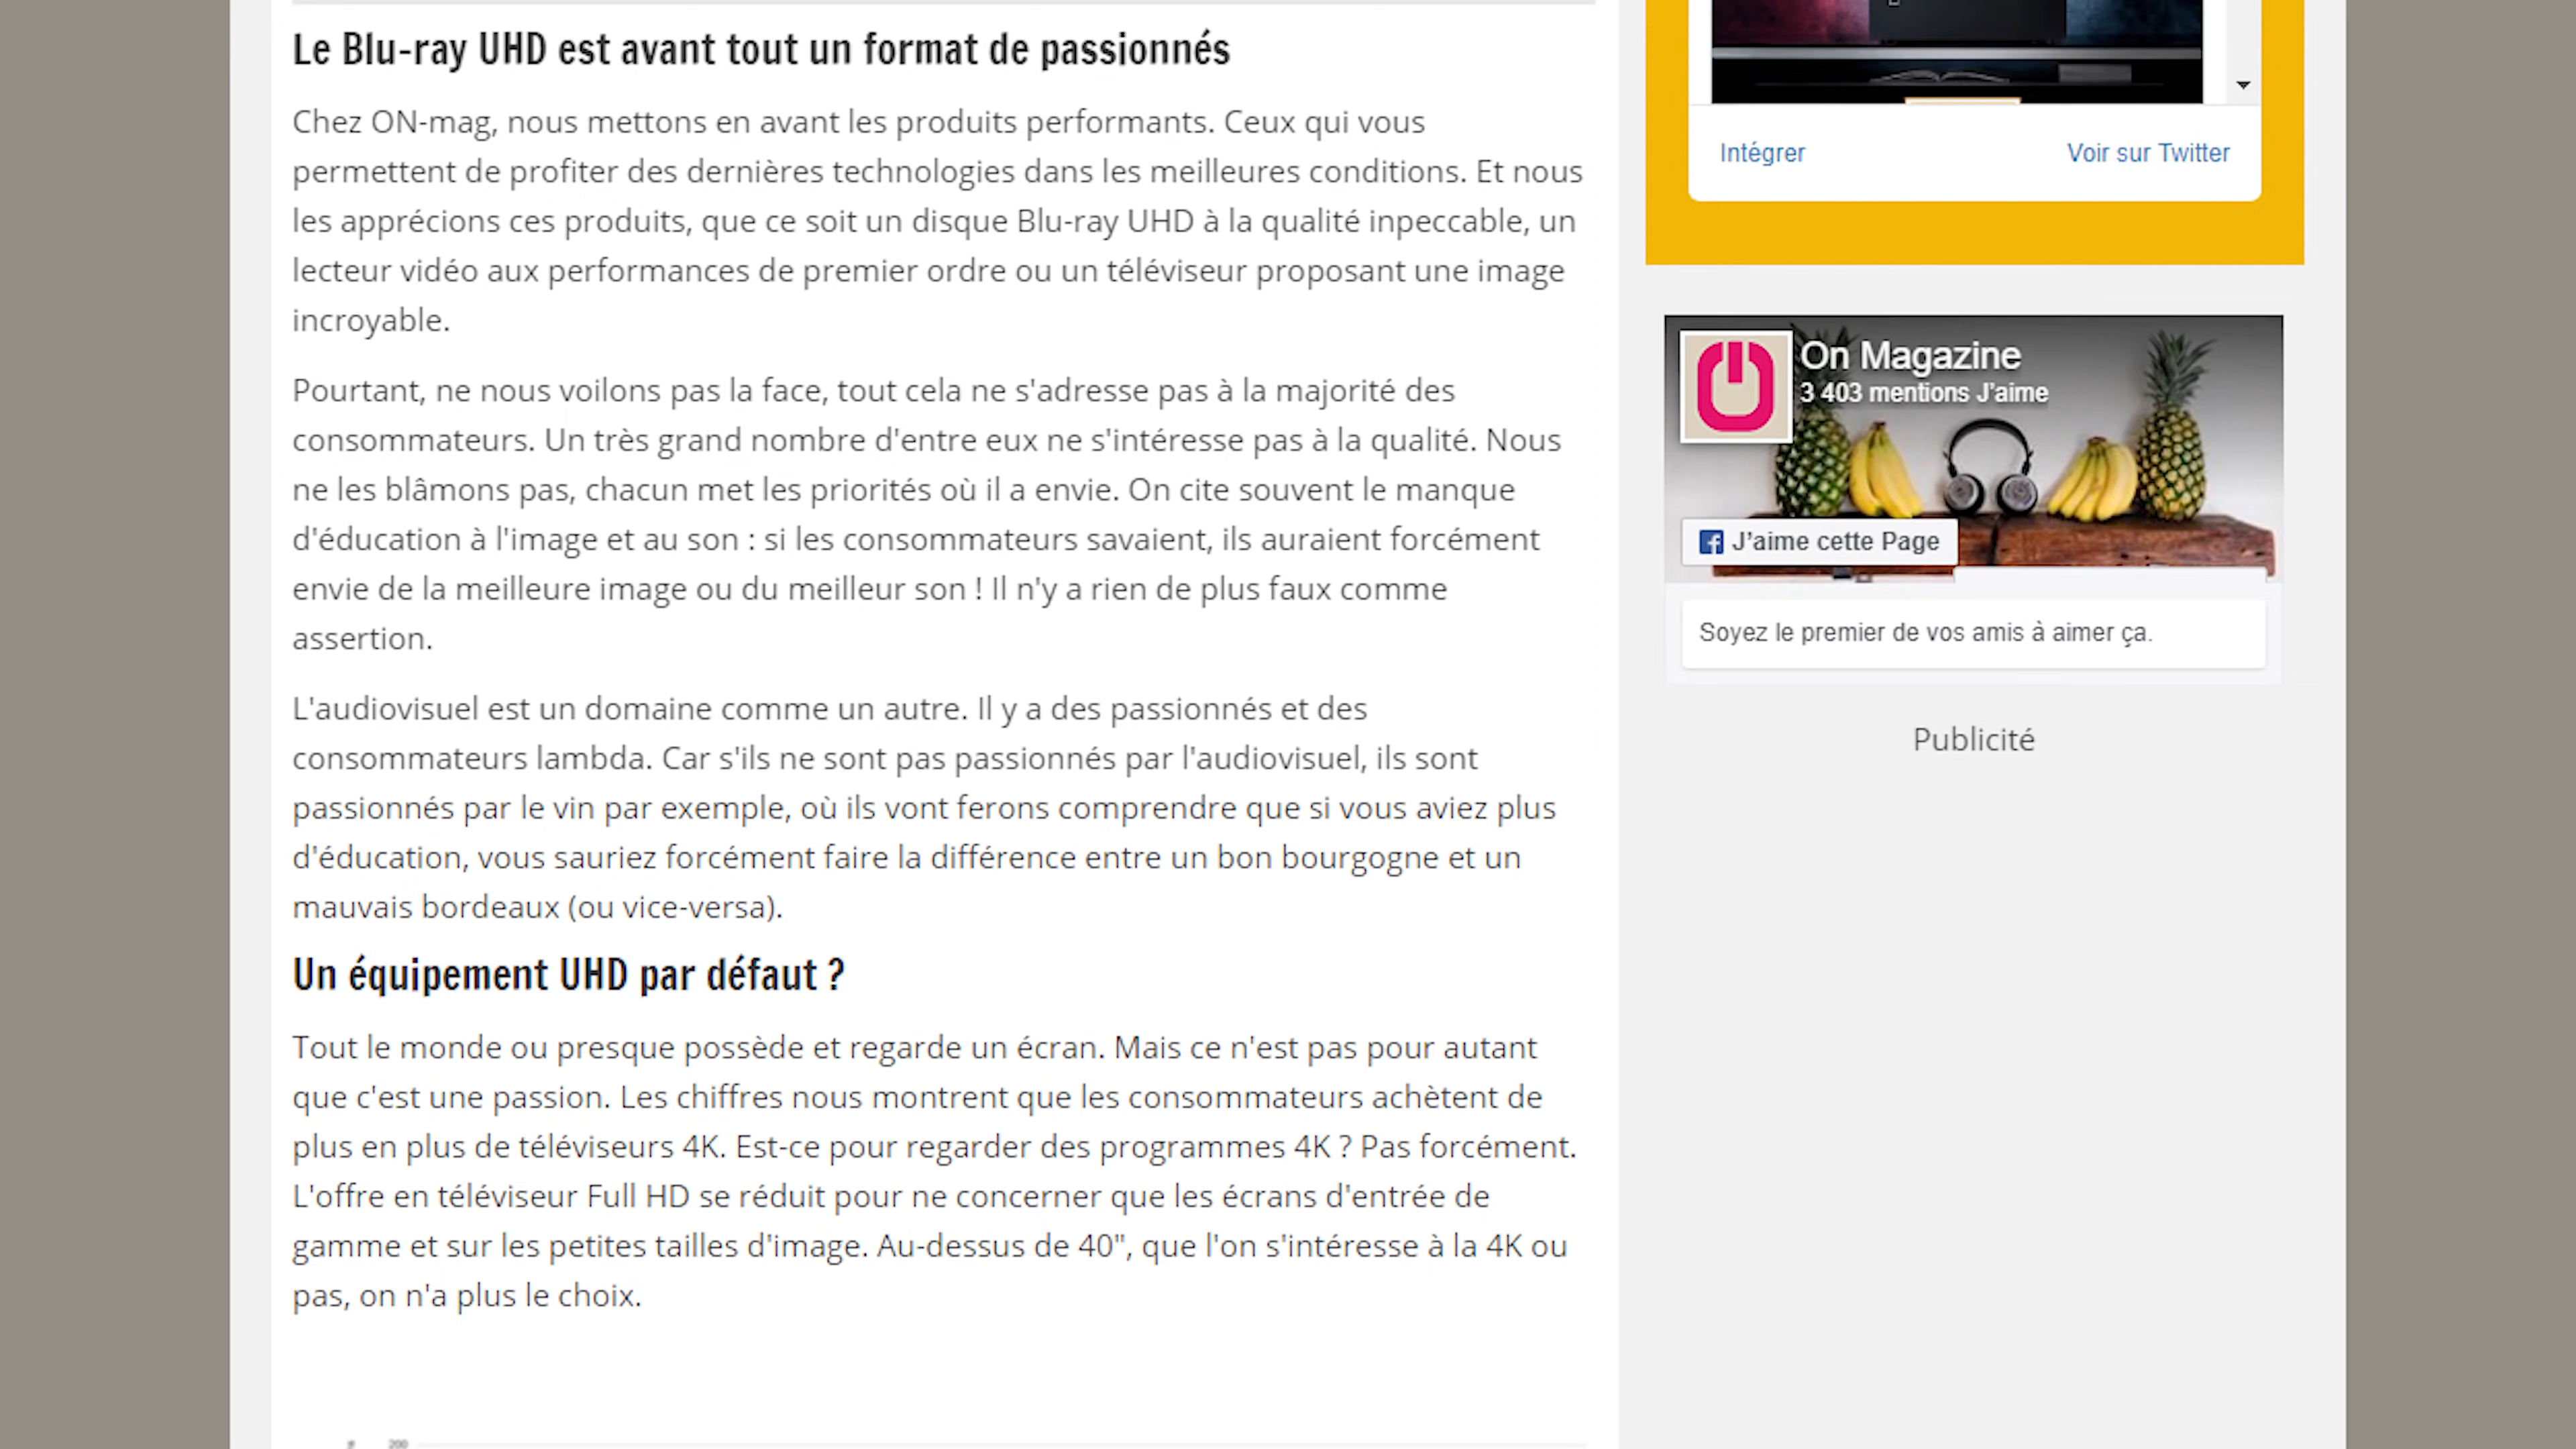 Le Blu-ray UHD est avant tout un format de passionnés
Chez ON-mag, nous mettons en avant les produits performants. Ceux qui vous
permettent de profiter des dernières technologies dans les meilleures conditions. Et nous
les apprécions ces produits, que ce soit un disque Blu-ray UHD à la qualité inpeccable, un
lecteur vidéo aux performances de premier ordre ou un téléviseur proposant une image
incroyable.
Pourtant, ne nous voilons pas la face, tout cela ne s'adresse pas à la majorité des
consommateurs. Un très grand nombre d'entre eux ne s'intéresse pas à la qualité. Nous
ne les blâmons pas, chacun met les priorités où il a envie. On cite souvent le manque
d'éducation à l'image et au son : si les consommateurs savaient, ils auraient forcément
envie de la meilleure image ou du meilleur son ! Il n'y a rien de plus faux comme
assertion.
L'audiovisuel est un domaine comme un autre. Il y a des passionnés et des
consommateurs lambda. Car s'ils ne sont pas passionnés par l'audiovisuel, ils sont
passionnés par le vin par exemple, où ils vont ferons comprendre que si vous aviez plus
d'éducation, vous sauriez forcément faire la différence entre un bon bourgogne et un
mauvais bordeaux (ou vice-versa).
Un équipement UHD par défaut ?
Tout le monde ou presque possède et regarde un écran. Mais ce n'est pas pour autant
que c'est une passion. Les chiffres nous montrent que les consommateurs achètent de
plus en plus de téléviseurs 4K. Est-ce pour regarder des programmes 4K ? Pas forcément.
L'offre en téléviseur Full HD se réduit pour ne concerner que les écrans d'entrée de
gamme et sur les petites tailles d'image. Au-dessus de 40", que l'on s'intéresse à la 4K ou
pas, on n'a plus le choix.
200
Intégrer
Voir sur Twitter
On Magazine
3 403 mentions J'aime
J'aime cette Page
Soyez le premier de vos amis à aimer ça.
Publicité